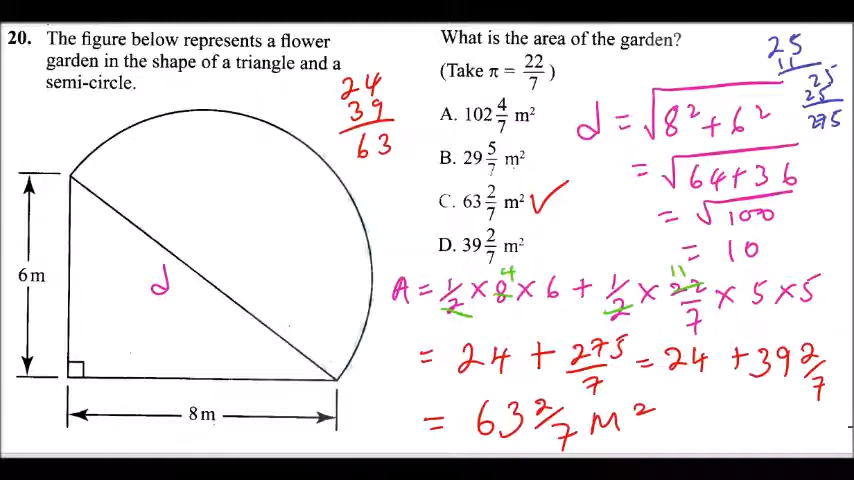 20. The figure below represents a flower
garden in the shape of a triangle and a
semi-circle.
24
39
63
6 m
d
8 m
What is the area of the garden?
(Take π = 22/7)
A. 102 4/7 m²
B. 29 5/7 m²
C. 63 2/7 m² ✓
D. 39 2/7 m²
25
11
25
25
275
d = √8² + 6²
= √64 + 36
= √100
= 10
4 11
A = 1/2 × 8 × 6 + 1/2 × 22/7 × 5 × 5
= 24 + 275/7 = 24 + 39 2/7
= 63 2/7 m²